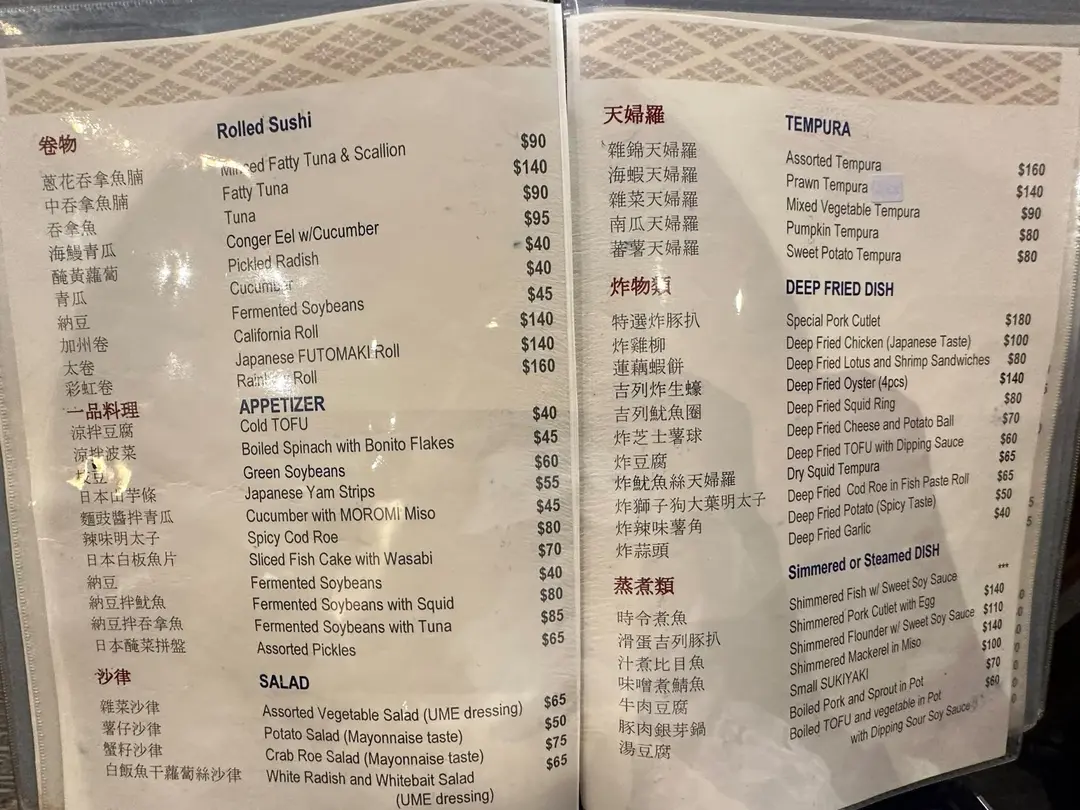 卷物 Rolled Sushi
蔥花吞拿魚腩 Minced Fatty Tuna & Scallion $90
中吞拿魚腩 Fatty Tuna $140
吞拿魚 Tuna $90
海鰻青瓜 Conger Eel w/Cucumber $95
醃黃蘿蔔 Pickled Radish $40
青瓜 Cucumber $40
納豆 Fermented Soybeans $45
加州卷 California Roll $140
太卷 Japanese FUTOMAKI Roll $140
彩虹卷 Rainbow Roll $160
一品料理 APPETIZER
涼拌豆腐 Cold TOFU $40
涼拌波菜 Boiled Spinach with Bonito Flakes $45
枝豆 Green Soybeans $60
日本山芋條 Japanese Yam Strips $55
麵豉醬拌青瓜 Cucumber with MOROMI Miso $45
辣味明太子 Spicy Cod Roe $80
日本白板魚片 Sliced Fish Cake with Wasabi $70
納豆 Fermented Soybeans $40
納豆拌魷魚 Fermented Soybeans with Squid $80
納豆拌吞拿魚 Fermented Soybeans with Tuna $85
日本醃菜拼盤 Assorted Pickles $65
沙律 SALAD
雜菜沙律 Assorted Vegetable Salad (UME dressing) $65
薯仔沙律 Potato Salad (Mayonnaise taste) $50
蟹籽沙律 Crab Roe Salad (Mayonnaise taste) $75
白飯魚干蘿蔔絲沙律 White Radish and Whitebait Salad $65
(UME dressing)
天婦羅 TEMPURA
雜錦天婦羅 Assorted Tempura $160
海蝦天婦羅 Prawn Tempura $140
雜菜天婦羅 Mixed Vegetable Tempura $90
南瓜天婦羅 Pumpkin Tempura $80
蕃薯天婦羅 Sweet Potato Tempura $80
炸物類 DEEP FRIED DISH
特選炸豚扒 Special Pork Cutlet $180
炸雞柳 Deep Fried Chicken (Japanese Taste) $100
蓮藕蝦餅 Deep Fried Lotus and Shrimp Sandwiches $80
吉列炸生蠔 Deep Fried Oyster (4pcs) $140
吉列魷魚圈 Deep Fried Squid Ring $80
炸芝士薯球 Deep Fried Cheese and Potato Ball $70
炸豆腐 Deep Fried TOFU with Dipping Sauce $60
炸魷魚絲天婦羅 Dry Squid Tempura $65
炸獅子狗大葉明太子 Deep Fried Cod Roe in Fish Paste Roll $65
炸辣味薯角 Deep Fried Potato (Spicy Taste) $50
炸蒜頭 Deep Fried Garlic $40
蒸煮類 Simmered or Steamed DISH
時令煮魚 Shimmered Fish w/ Sweet Soy Sauce ***
滑蛋吉列豚扒 Shimmered Pork Cutlet with Egg $140
汁煮比目魚 Shimmered Flounder w/ Sweet Soy Sauce $110
味噌煮鯖魚 Shimmered Mackerel in Miso $140
牛肉豆腐 Small SUKIYAKI $100
豚肉銀芽鍋 Boiled Pork and Sprout in Pot $70
湯豆腐 Boiled TOFU and vegetable in Pot $60
with Dipping Sour Soy Sauce